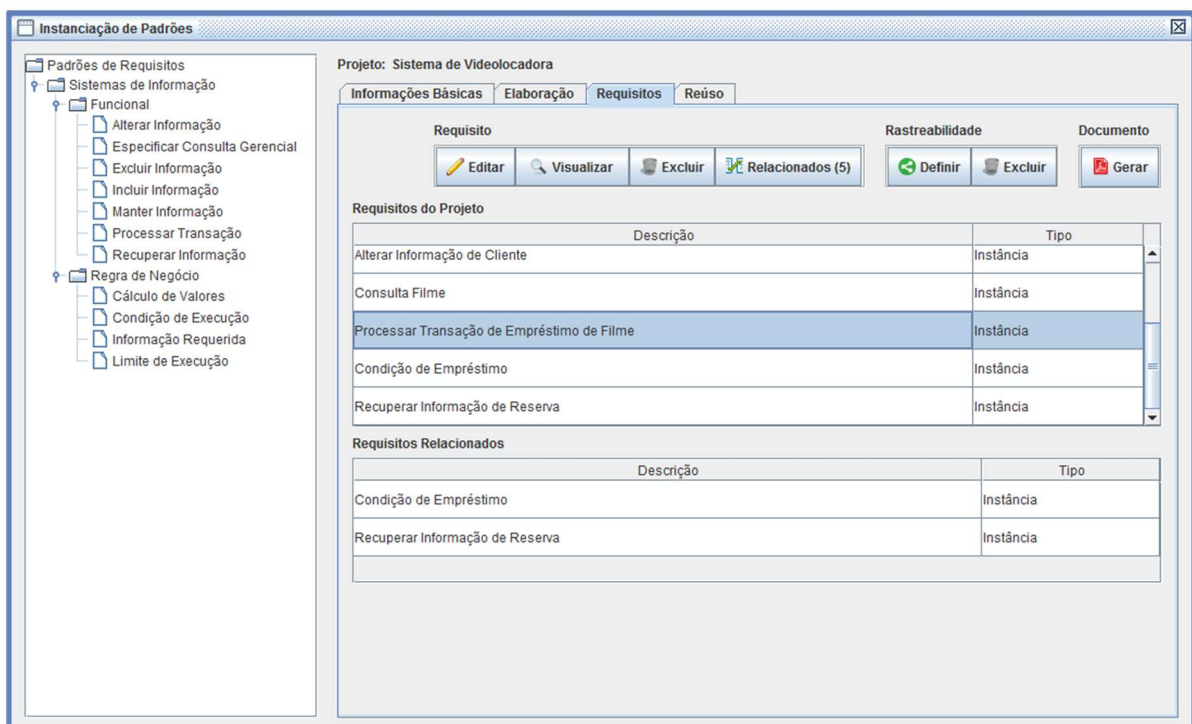 Instanciação de Padrões
Padrões de Requisitos
Sistemas de Informação
Funcional
Alterar Informação
Especificar Consulta Gerencial
Excluir Informação
Incluir Informação
Manter Informação
Processar Transação
Recuperar Informação
Regra de Negócio
Cálculo de Valores
Condição de Execução
Informação Requerida
Limite de Execução
Projeto: Sistema de Videolocadora
Informações Básicas Elaboração Requisitos Reúso
Requisito Rastreabilidade Documento
Editar Visualizar Excluir Relacionados (5) Definir Excluir Gerar
Requisitos do Projeto
Descrição Tipo
Alterar Informação de Cliente Instância
Consulta Filme Instância
Processar Transação de Empréstimo de Filme Instância
Condição de Empréstimo Instância
Recuperar Informação de Reserva Instância
Requisitos Relacionados
Descrição Tipo
Condição de Empréstimo Instância
Recuperar Informação de Reserva Instância